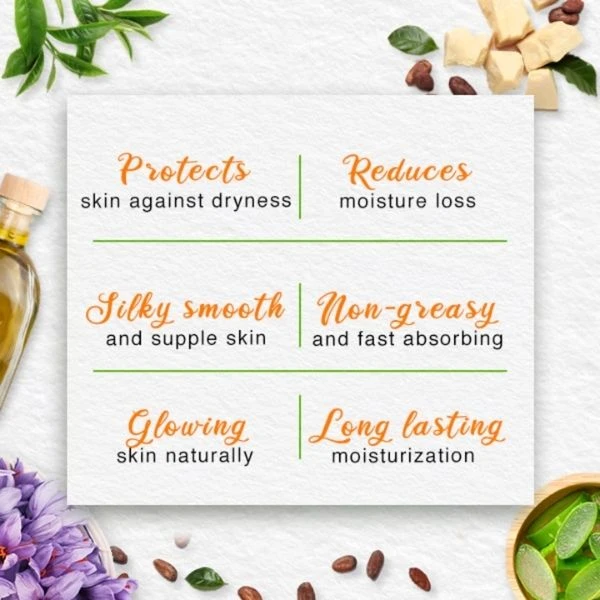 Protects
skin against dryness
Reduces
moisture loss
Silky smooth
and supple skin
Non-greasy
and fast absorbing
Glowing
skin naturally
Long lasting
moisturization